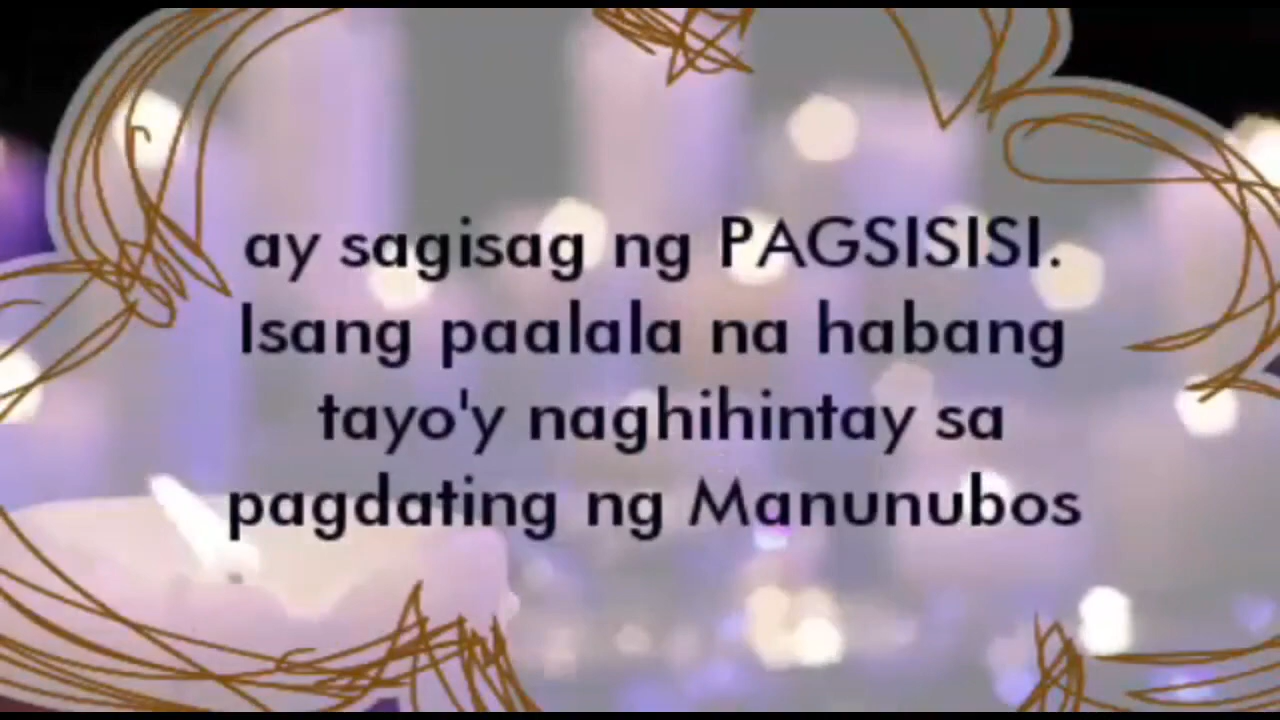 ay sagisag ng PAGSISISI.
Isang paalala na habang
tayo'y naghihintay sa
pagdating ng Manunubos